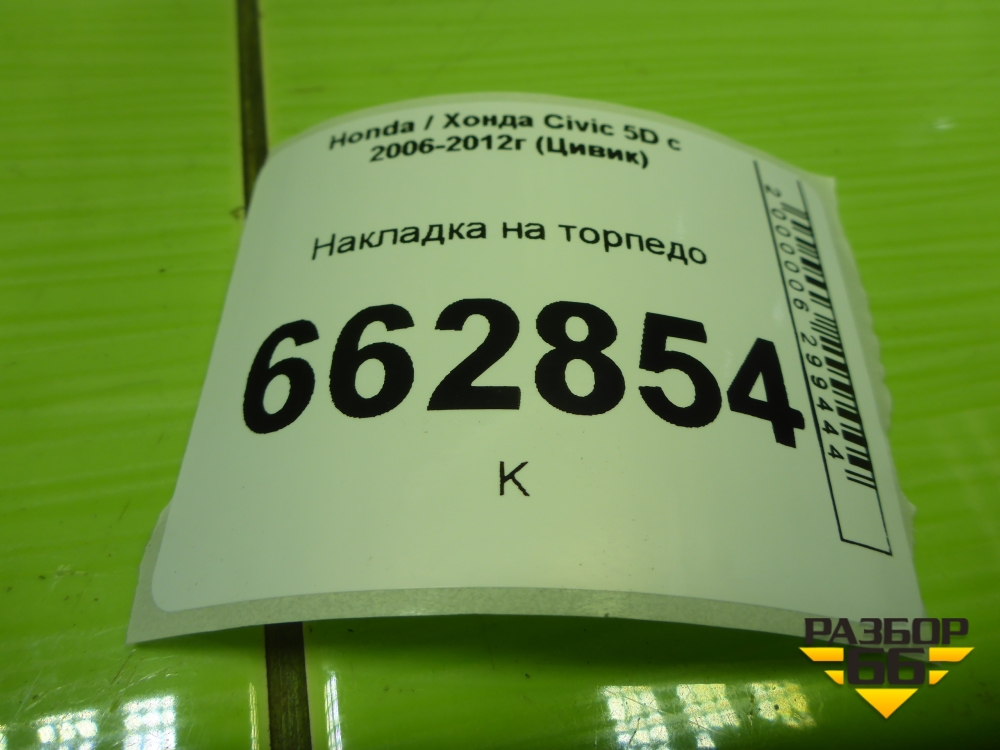 Honda / Хонда Civic 5D с
2006-2012г (Цивик)
Накладка на торпедо
662854
К
2000006299444
РАЗБОР
66